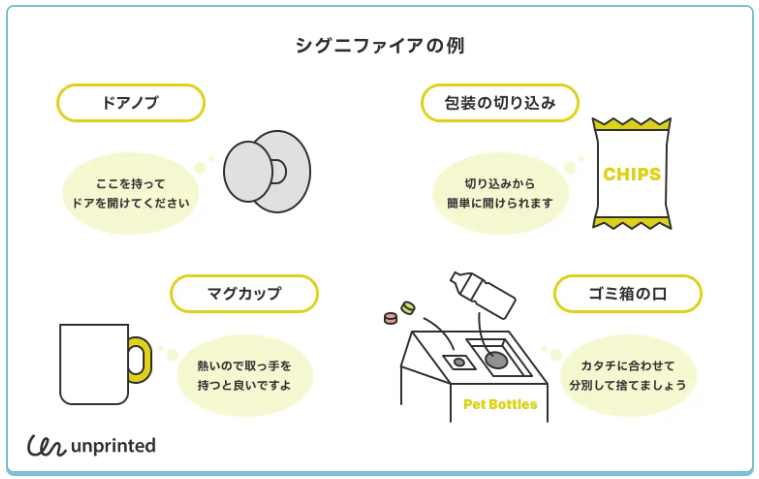 シグニファイアの例
ドアノブ
ここを持って
ドアを開けてください
包装の切り込み
切り込みから
簡単に開けられます
CHIPS
マグカップ
熱いので取っ手を
持つと良いですよ
ゴミ箱の口
カタチに合わせて
分別して捨てましょう
Pet Bottles
unprinted